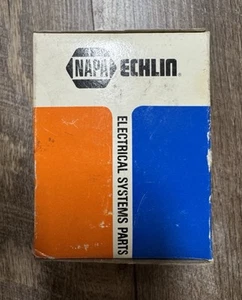 NAPA ECHLIN®
ELECTRICAL SYSTEMS PARTS